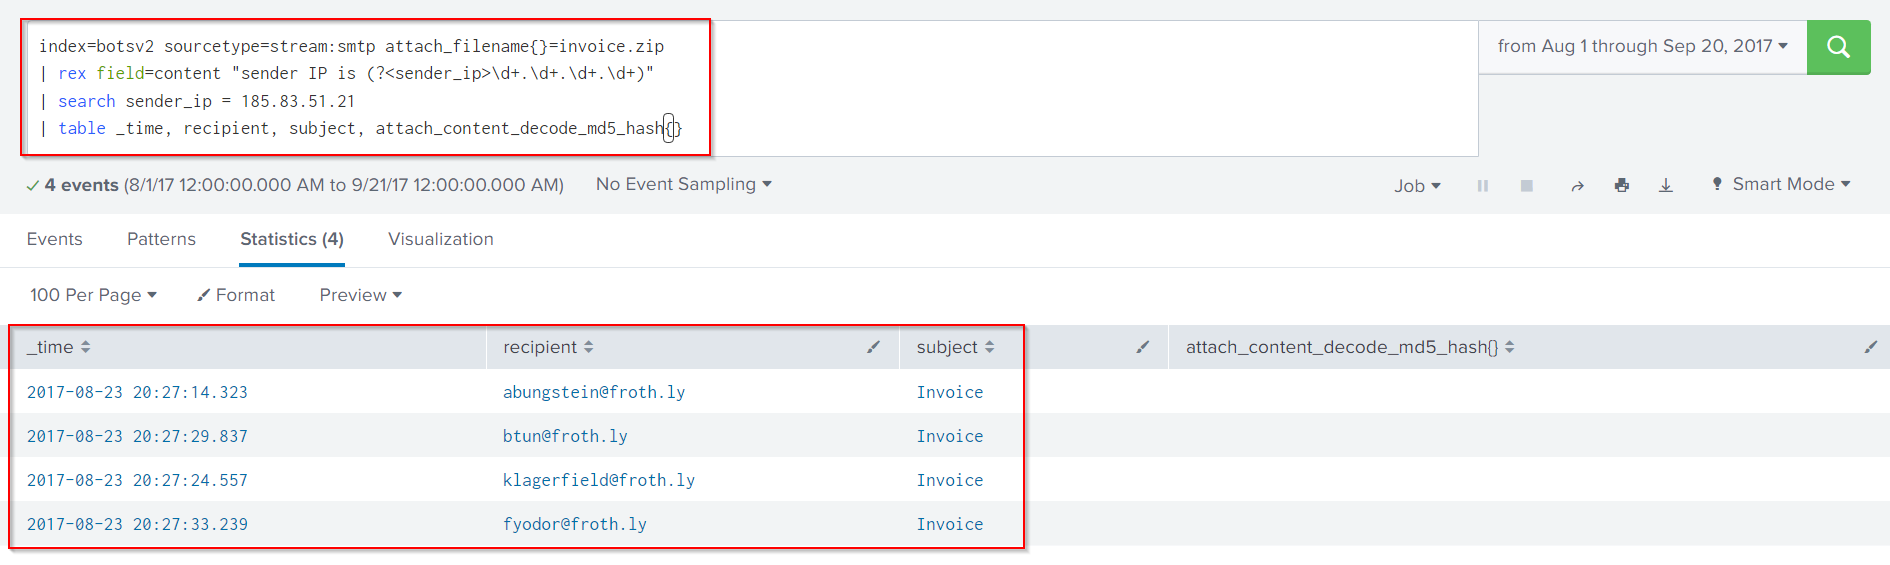 index=botsv2 sourcetype=stream:smtp attach_filename{}=invoice.zip
| rex field=content "sender IP is (?<sender_ip>\d+.\d+.\d+.\d+)"
| search sender_ip = 185.83.51.21
| table _time, recipient, subject, attach_content_decode_md5_hash{}
from Aug 1 through Sep 20, 2017
4 events (8/1/17 12:00:00.000 AM to 9/21/17 12:00:00.000 AM) No Event Sampling Job Smart Mode
Events Patterns Statistics (4) Visualization
100 Per Page Format Preview
_time recipient subject attach_content_decode_md5_hash{}
2017-08-23 20:27:14.323 abungstein@froth.ly Invoice
2017-08-23 20:27:29.837 btun@froth.ly Invoice
2017-08-23 20:27:24.557 klagerfield@froth.ly Invoice
2017-08-23 20:27:33.239 fyodor@froth.ly Invoice